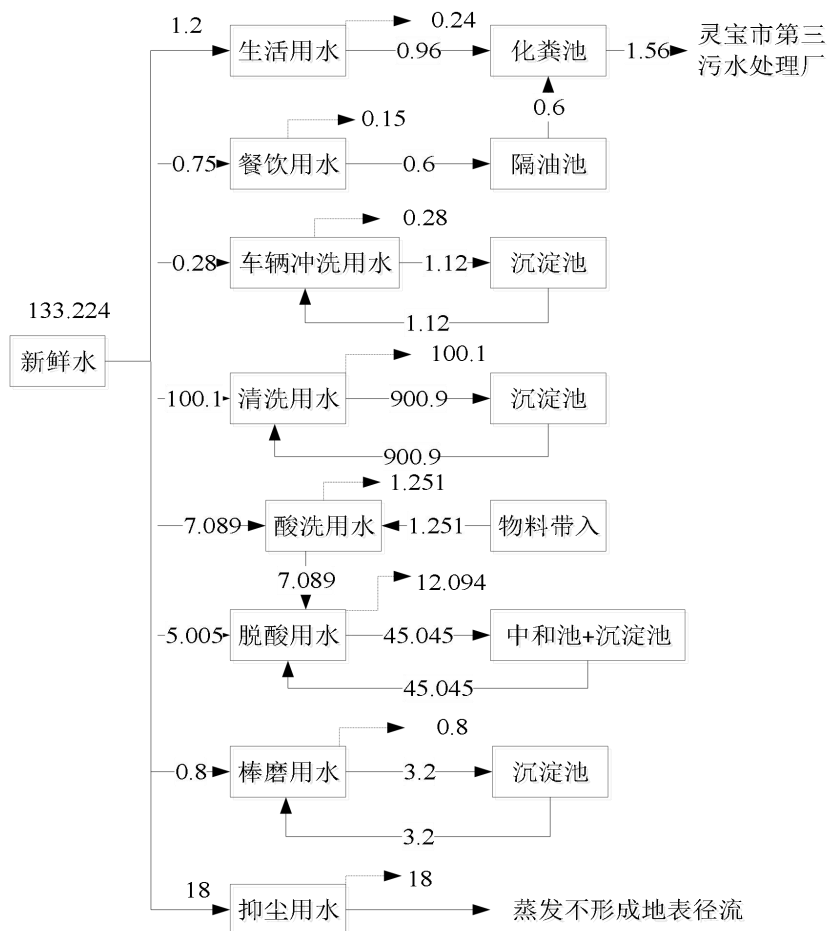 1.2
生活用水
0.24
0.96
化粪池
1.56
灵宝市第三
污水处理厂
0.6
0.75
餐饮用水
0.15
0.6
隔油池
0.28
车辆冲洗用水
0.28
1.12
沉淀池
1.12
133.224
新鲜水
100.1
清洗用水
100.1
900.9
沉淀池
900.9
7.089
酸洗用水
1.251
1.251
物料带入
7.089
5.005
脱酸用水
12.094
45.045
中和池+沉淀池
45.045
0.8
棒磨用水
0.8
3.2
沉淀池
3.2
18
抑尘用水
18
蒸发不形成地表径流